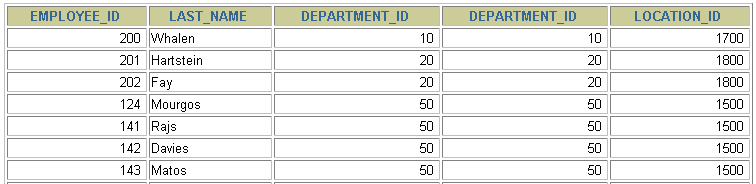 EMPLOYEE_ID LAST_NAME DEPARTMENT_ID DEPARTMENT_ID LOCATION_ID
200 Whalen 10 10 1700
201 Hartstein 20 20 1800
202 Fay 20 20 1800
124 Mourgos 50 50 1500
141 Rajs 50 50 1500
142 Davies 50 50 1500
143 Matos 50 50 1500